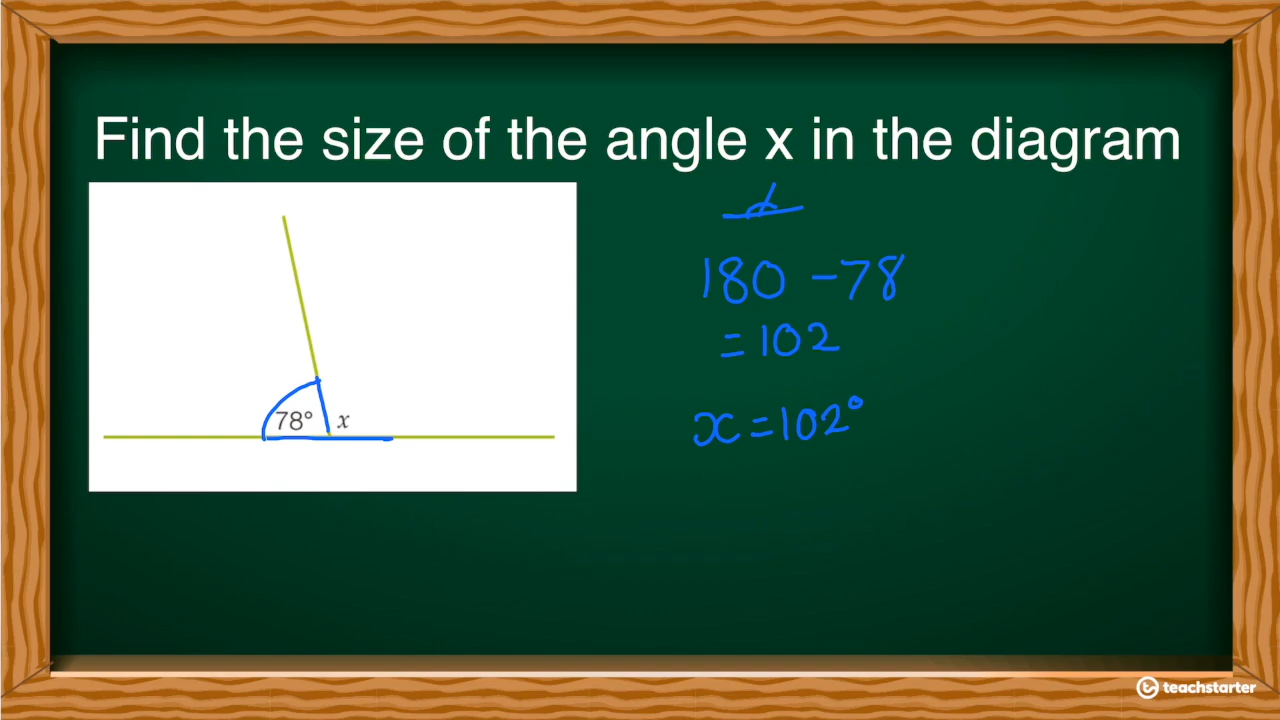 Find the size of the angle x in the diagram
78° x
180 - 78
= 102
x = 102°
teachstarter